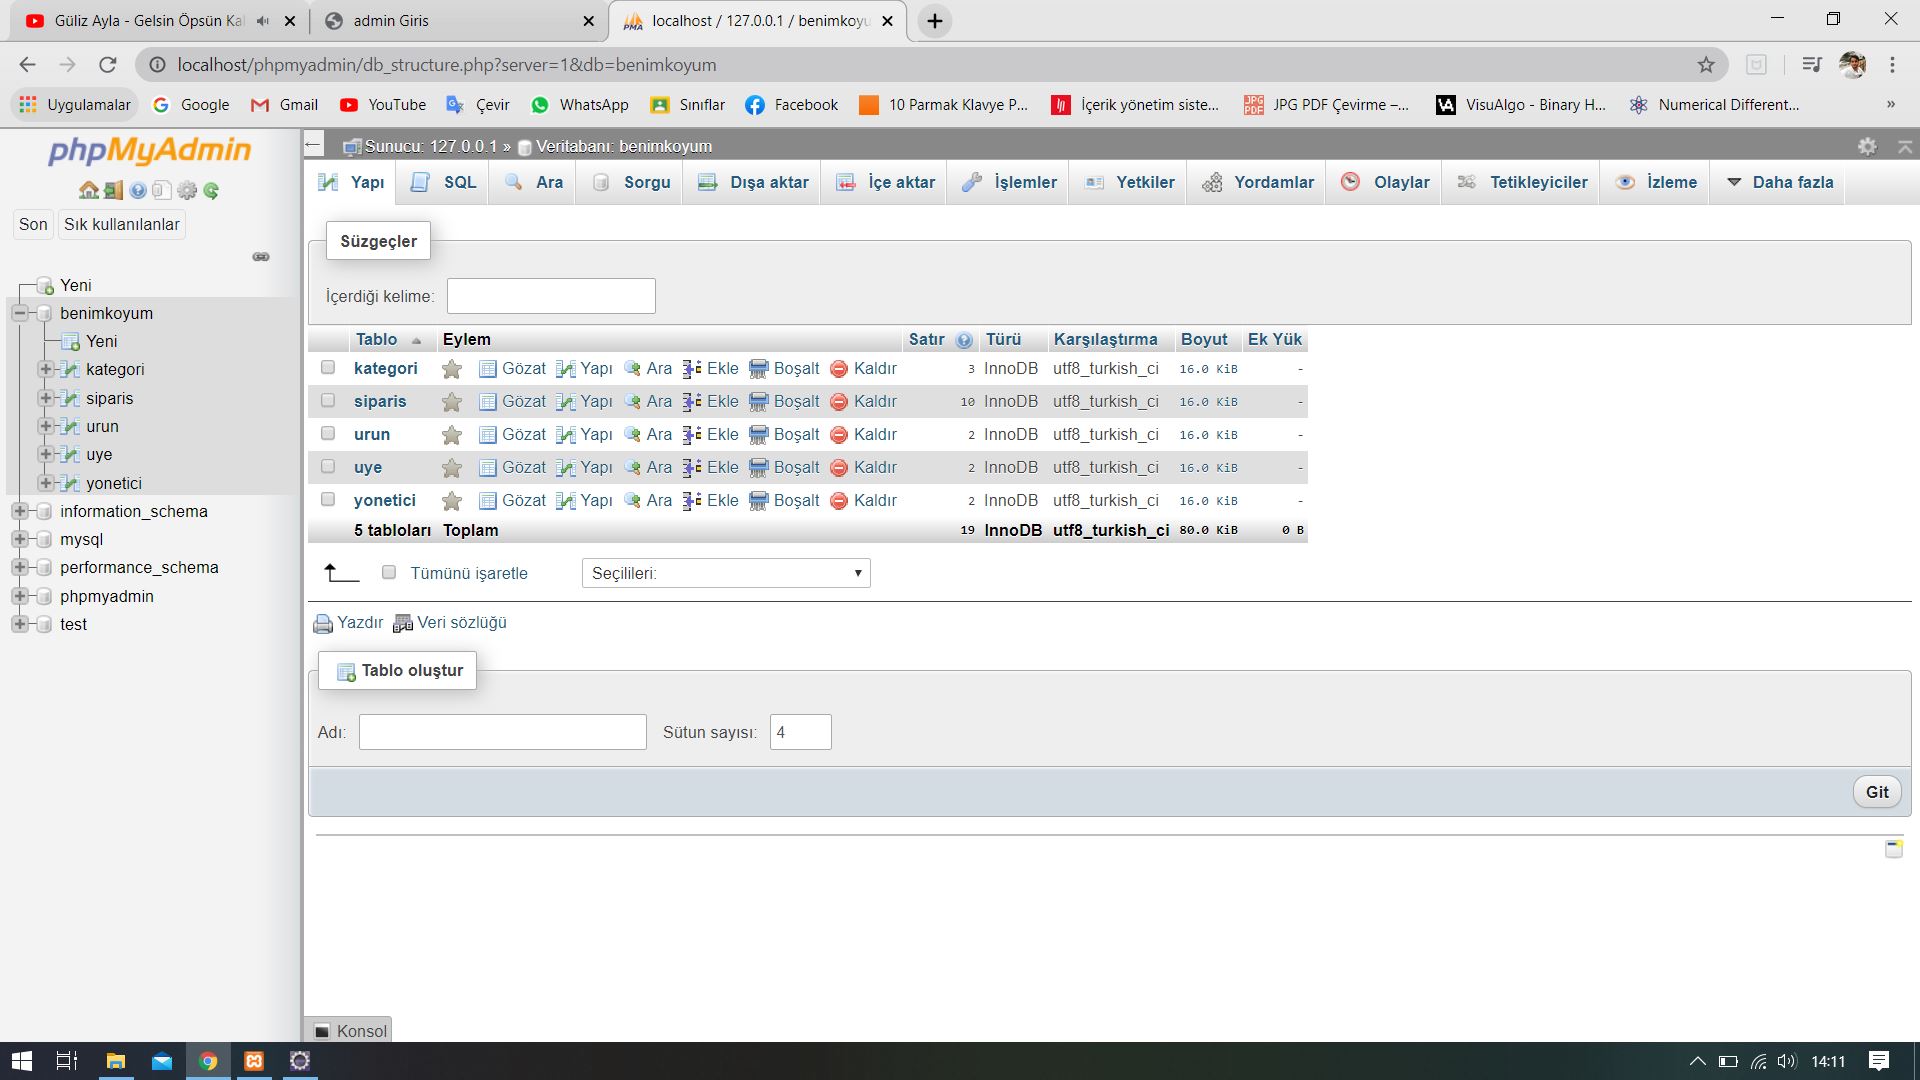 Güliz Ayla - Gelsin Öpsün Kal
admin Giris
localhost / 127.0.0.1 / benimkoyu
localhost/phpmyadmin/db_structure.php?server=1&db=benimkoyum
Uygulamalar
Google
Gmail
YouTube
Çevir
WhatsApp
Sınıflar
Facebook
10 Parmak Klavye P...
İçerik yönetim siste...
JPG PDF Çevirme –...
VisuAlgo - Binary H...
Numerical Different...
»
phpMyAdmin
Son
Sık kullanılanlar
Yeni
benimkoyum
Yeni
kategori
siparis
urun
uye
yonetici
information_schema
mysql
performance_schema
phpmyadmin
test
Sunucu: 127.0.0.1 » Veritabanı: benimkoyum
Yapı SQL Ara Sorgu Dışa aktar İçe aktar İşlemler Yetkiler Yordamlar Olaylar Tetikleyiciler İzleme Daha fazla
Süzgeçler
İçerdiği kelime:
Tablo Eylem Satır Türü Karşılaştırma Boyut Ek Yük
kategori Gözat Yapı Ara Ekle Boşalt Kaldır 3 InnoDB utf8_turkish_ci 16.0 KiB -
siparis Gözat Yapı Ara Ekle Boşalt Kaldır 10 InnoDB utf8_turkish_ci 16.0 KiB -
urun Gözat Yapı Ara Ekle Boşalt Kaldır 2 InnoDB utf8_turkish_ci 16.0 KiB -
uye Gözat Yapı Ara Ekle Boşalt Kaldır 2 InnoDB utf8_turkish_ci 16.0 KiB -
yonetici Gözat Yapı Ara Ekle Boşalt Kaldır 2 InnoDB utf8_turkish_ci 16.0 KiB -
5 tabloları Toplam 19 InnoDB utf8_turkish_ci 80.0 KiB 0 B
Tümünü işaretle
Seçilileri:
Yazdır Veri sözlüğü
Tablo oluştur
Adı:
Sütun sayısı: 4
Git
Konsol
14:11